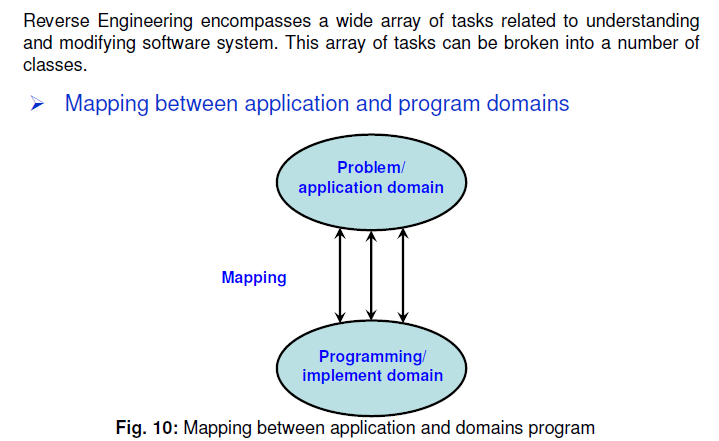 Reverse Engineering encompasses a wide array of tasks related to understanding
and modifying software system. This array of tasks can be broken into a number of
classes.
➢ Mapping between application and program domains
Problem/
application domain
Mapping
Programming/
implement domain
Fig. 10: Mapping between application and domains program